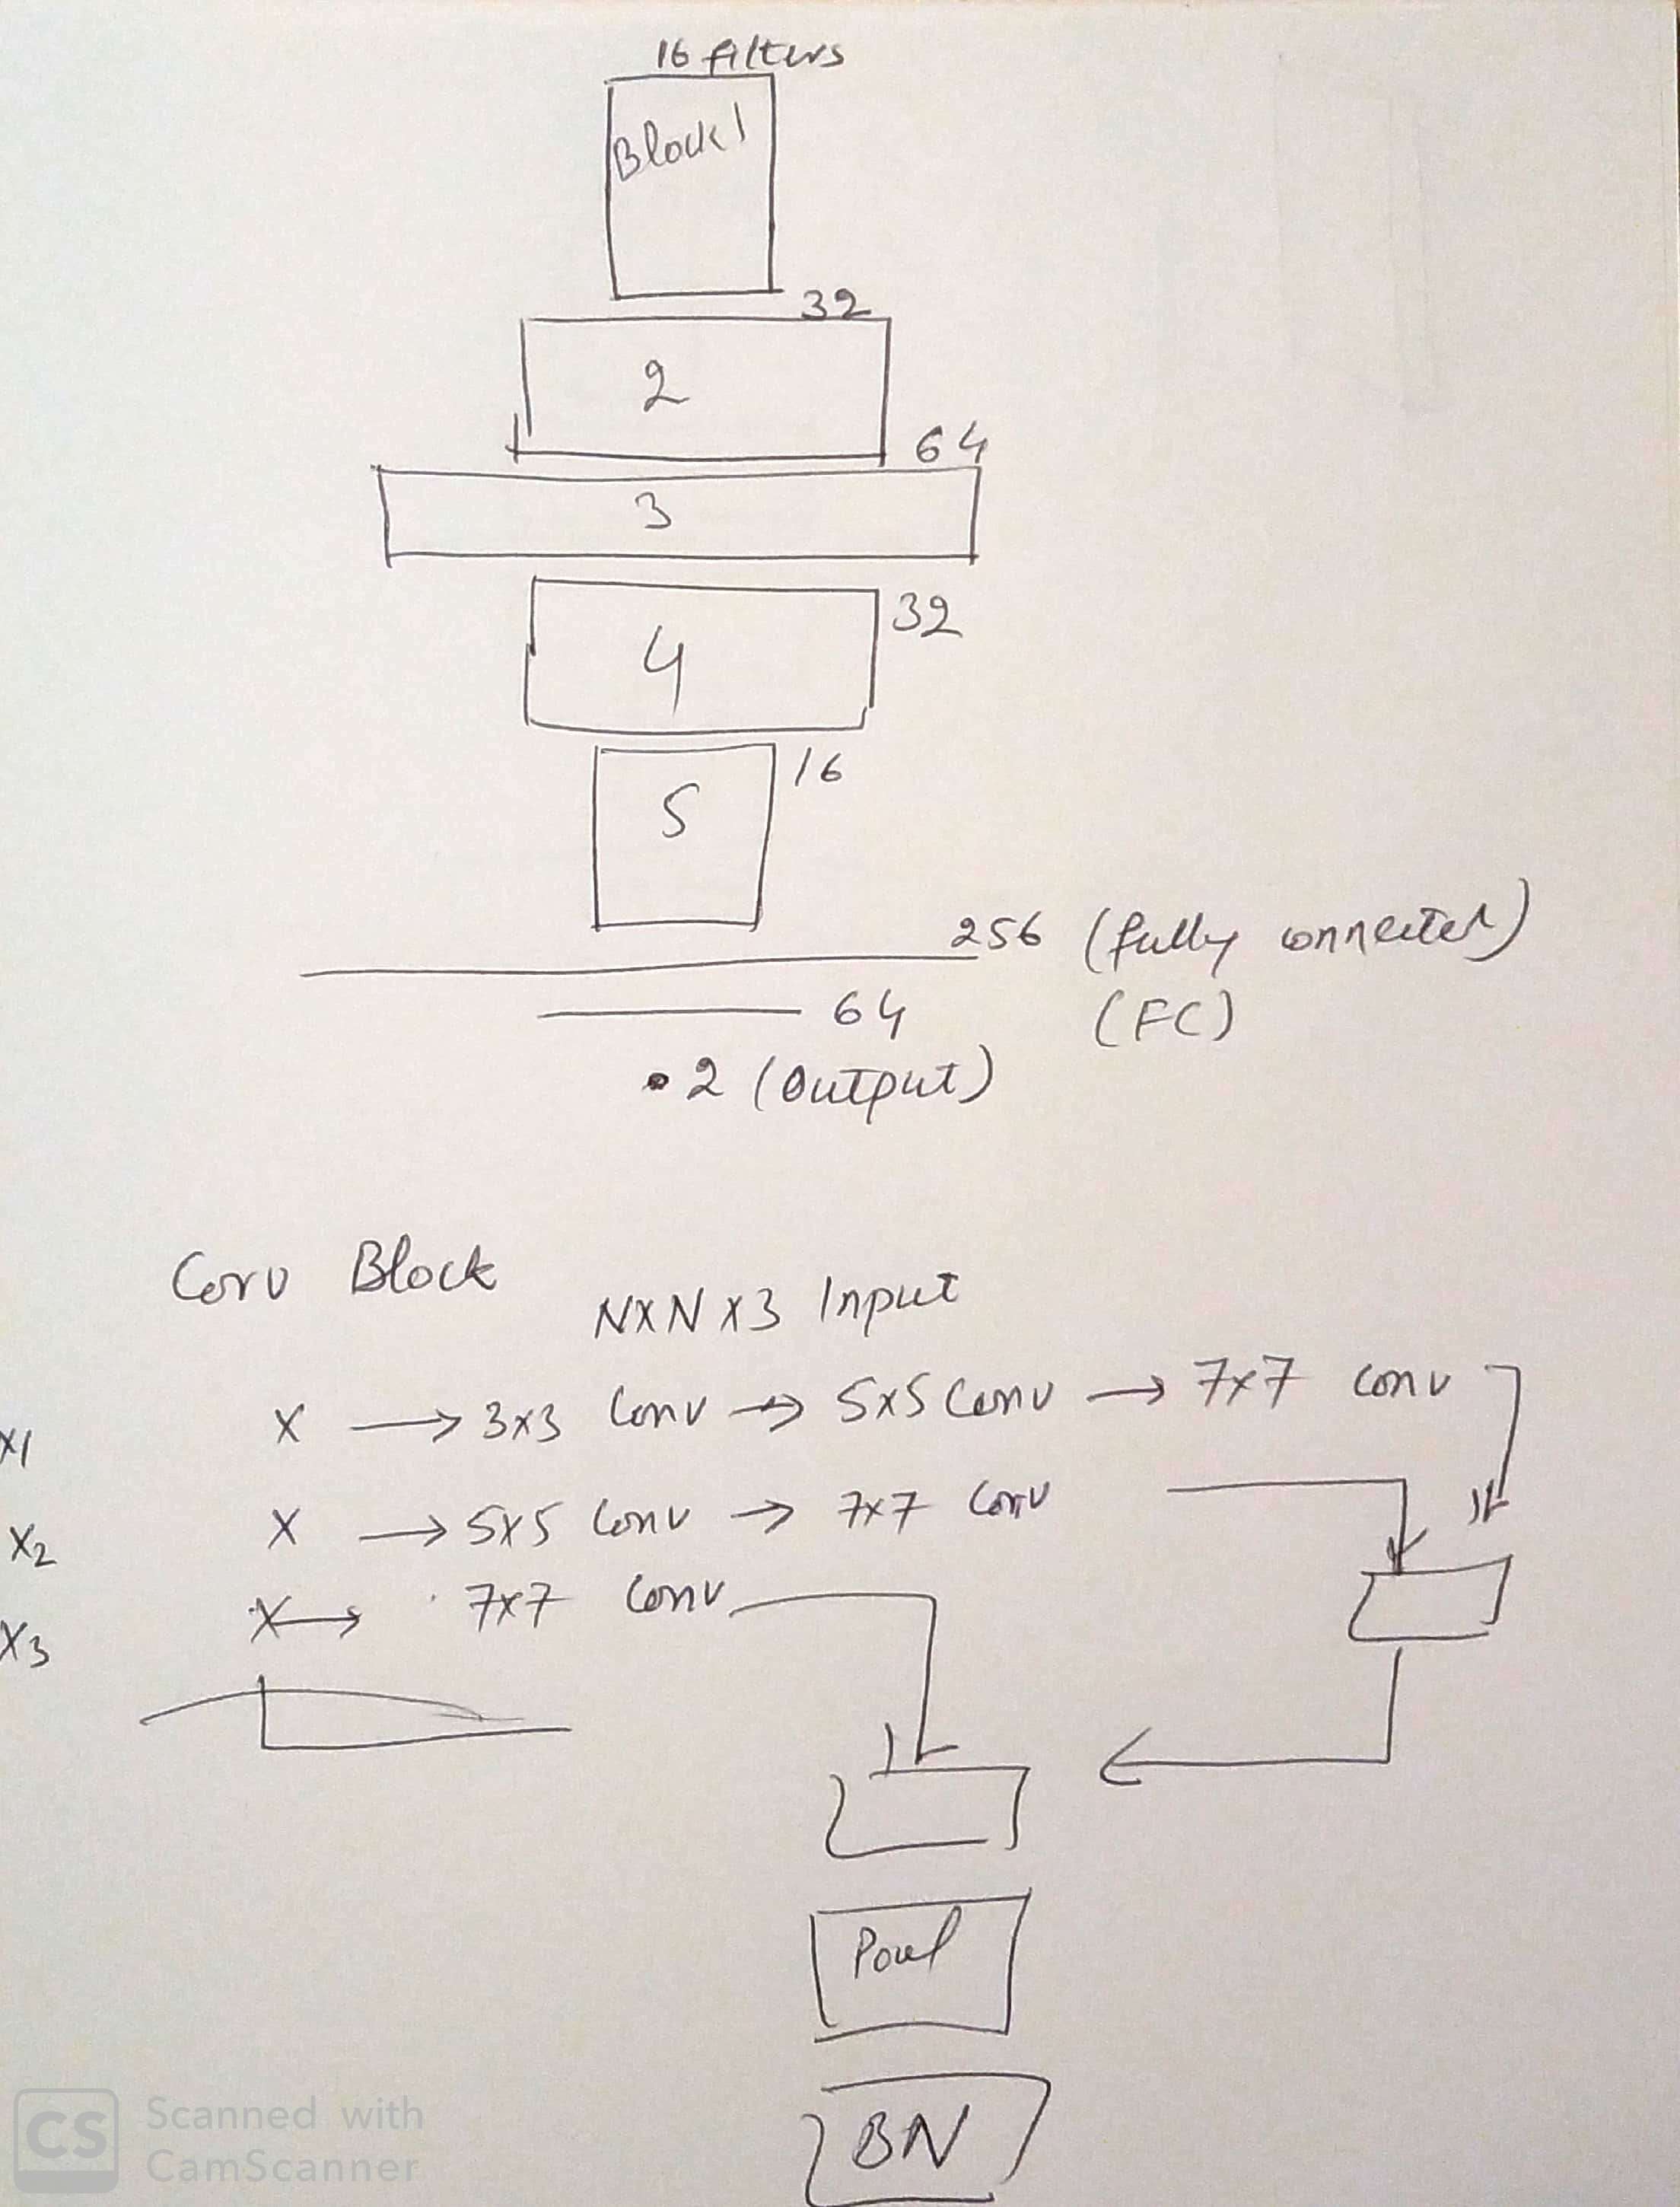 16 filters
Block 1
32
2
64
3
32
4
16
5
256 (fully connected)
64 (FC)
2 (Output)
Conv Block
NXN X3 Input
X1 X → 3x3 Conv → 5x5 Conv → 7x7 conv
X2 X → 5x5 Conv → 7x7 Conv
X3 X → 7x7 Conv
Pool
BN
CS Scanned with
CamScanner